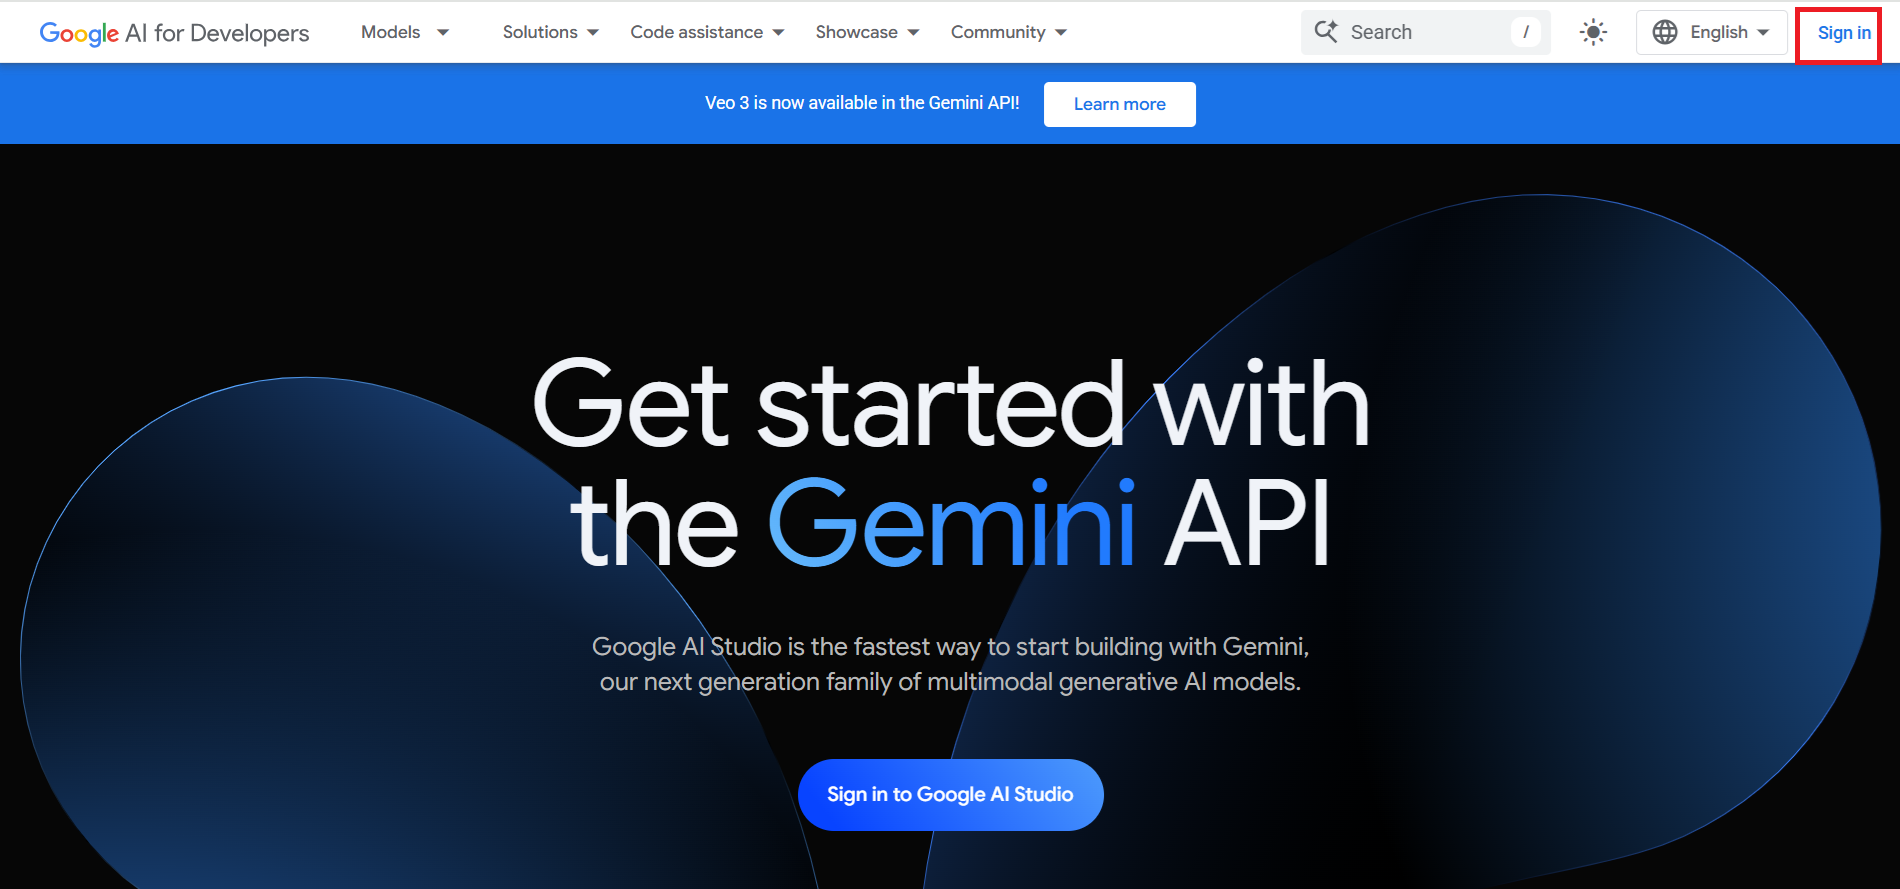 Google AI for Developers Models Solutions Code assistance Showcase Community Search / English Sign in
Veo 3 is now available in the Gemini API! Learn more
Get started with
the Gemini API
Google AI Studio is the fastest way to start building with Gemini,
our next generation family of multimodal generative AI models.
Sign in to Google AI Studio